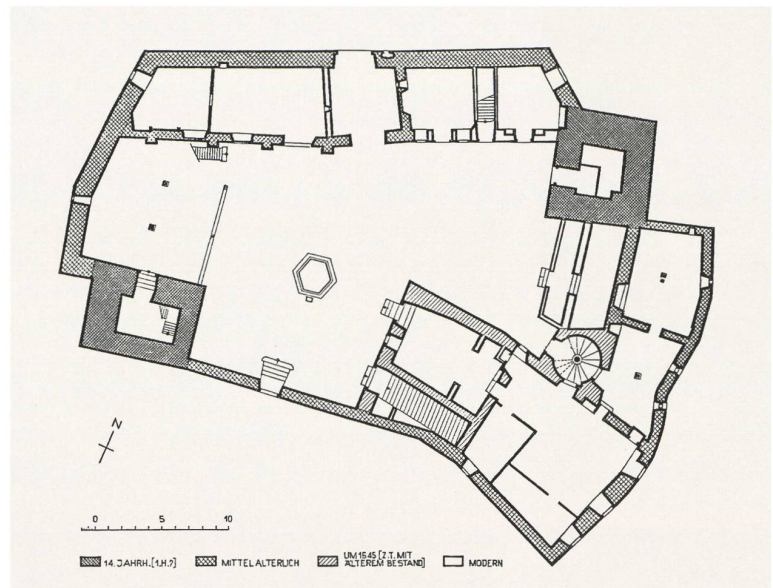 N
0 5 10
14. JAHRH. [1.H.?] MITTELALTERLICH UM 1545 [Z.T. MIT
ÄLTEREM BESTAND] MODERN